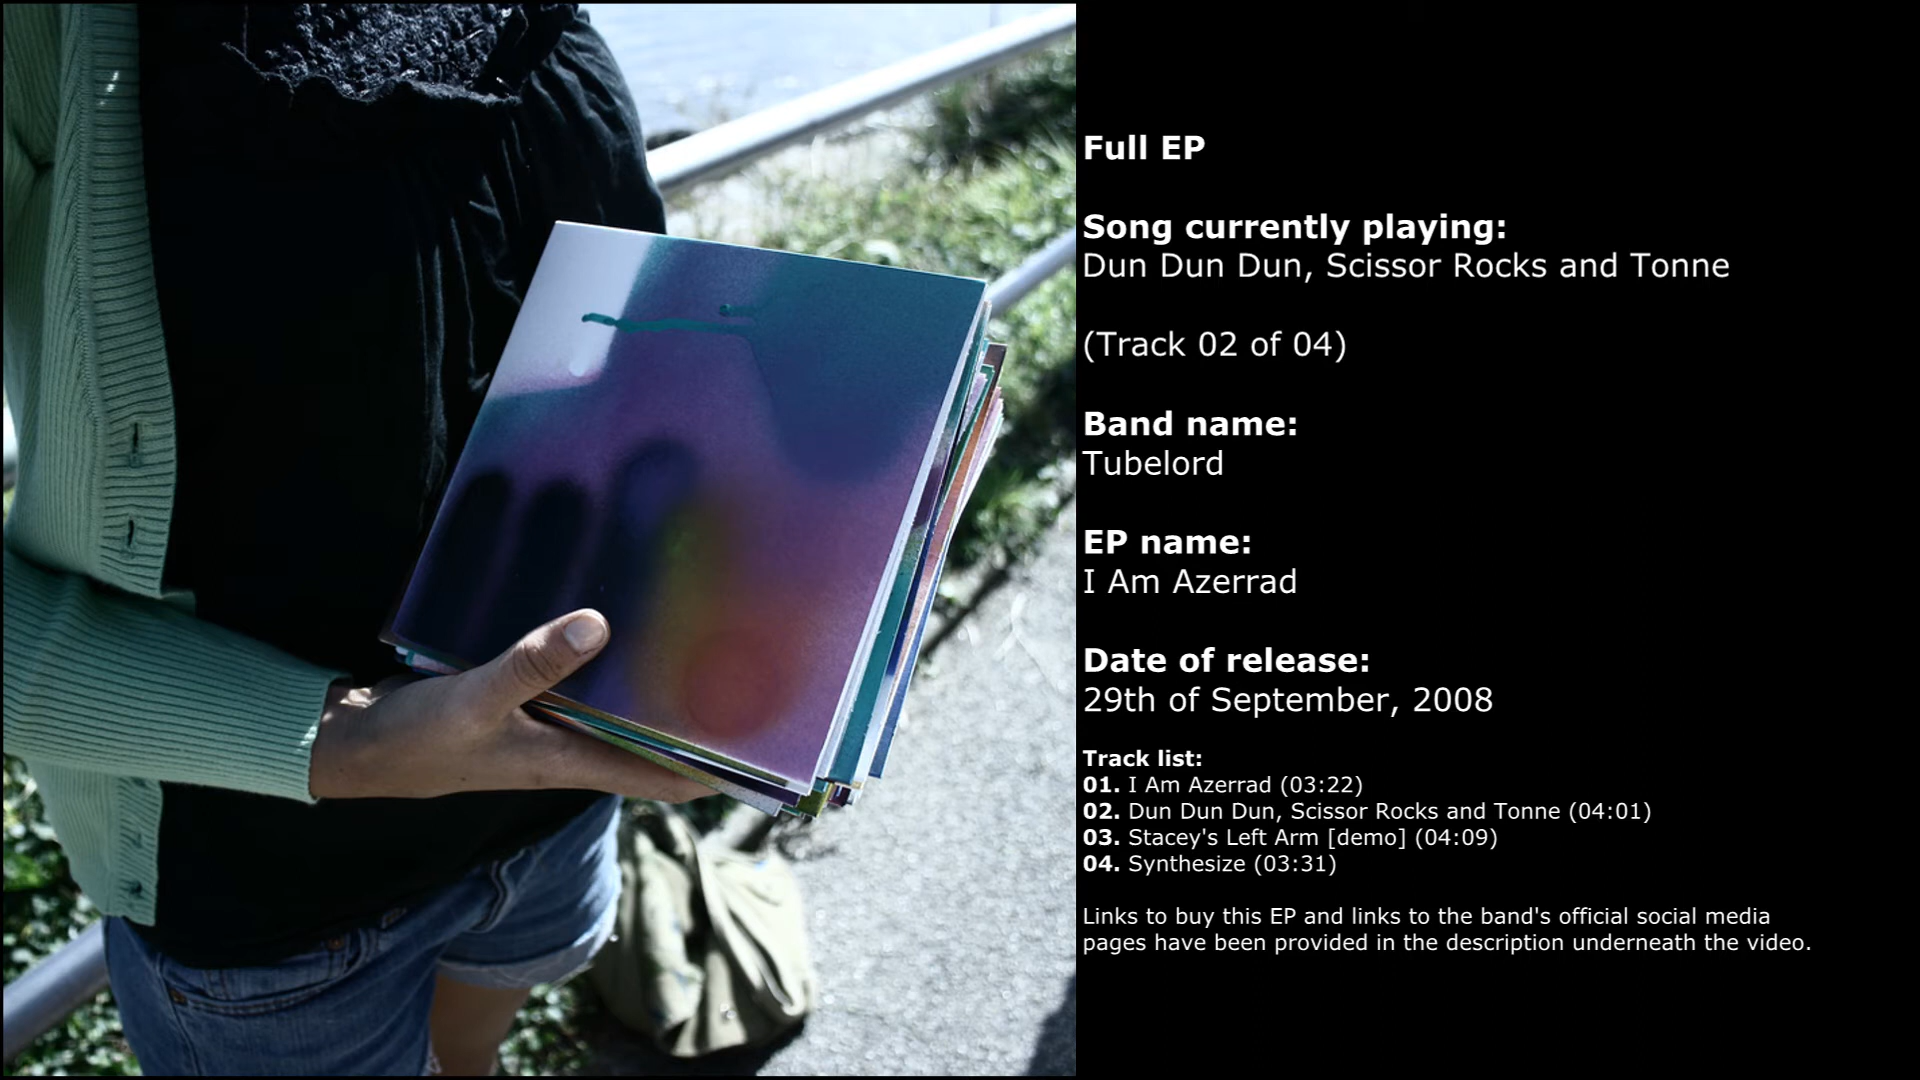 Full EP
Song currently playing:
Dun Dun Dun, Scissor Rocks and Tonne
(Track 02 of 04)
Band name:
Tubelord
EP name:
I Am Azerrad
Date of release:
29th of September, 2008
Track list:
01. I Am Azerrad (03:22)
02. Dun Dun Dun, Scissor Rocks and Tonne (04:01)
03. Stacey's Left Arm [demo] (04:09)
04. Synthesize (03:31)
Links to buy this EP and links to the band's official social media
pages have been provided in the description underneath the video.